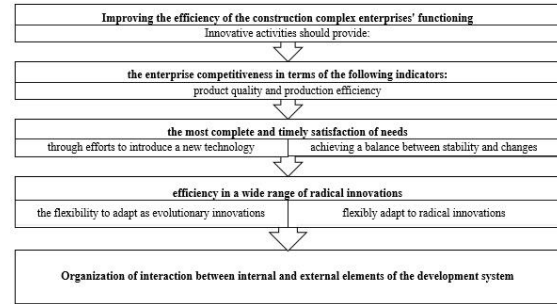 Improving the efficiency of the construction complex enterprises' functioning
Innovative activities should provide:
the enterprise competitiveness in terms of the following indicators:
product quality and production efficiency
the most complete and timely satisfaction of needs
through efforts to introduce a new technology
achieving a balance between stability and changes
efficiency in a wide range of radical innovations
the flexibility to adapt as evolutionary innovations
flexibly adapt to radical innovations
Organization of interaction between internal and external elements of the development system